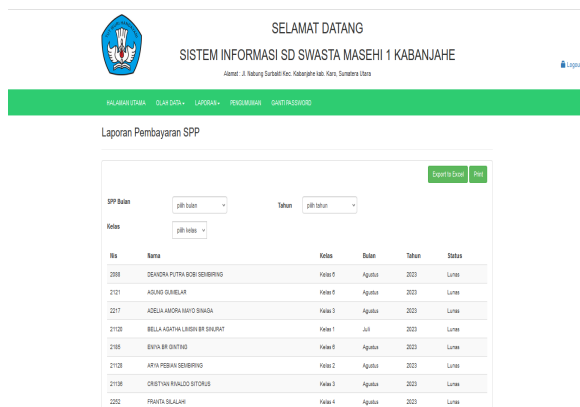 SELAMAT DATANG
SISTEM INFORMASI SD SWASTA MASEHI 1 KABANJAHE
Alamat : Jl. Nabung Surbakti Kec. Kabanjahe kab. Karo, Sumatera Utara
Logout
HALAMAN UTAMA OLAH DATA LAPORAN PENGUMUMAN GANTI PASSWORD
Laporan Pembayaran SPP
Export to Excel Print
SPP Bulan pilih bulan Tahun pilih tahun
Kelas pilih kelas
Nis Nama Kelas Bulan Tahun Status
2088 DEANDRA PUTRA BOBI SEMBIRING Kelas 6 Agustus 2023 Lunas
2121 AGUNG GUMELAR Kelas 6 Agustus 2023 Lunas
2217 ADELIA AMORA MAYO SINAGA Kelas 3 Agustus 2023 Lunas
21120 BELLA AGATHA LIMSIN BR SINURAT Kelas 1 Juli 2023 Lunas
2185 ENIYA BR GINTING Kelas 6 Agustus 2023 Lunas
21128 ARYA PEBIAN SEMBIRING Kelas 2 Agustus 2023 Lunas
21136 CRISTYAN RIVALDO SITORUS Kelas 3 Agustus 2023 Lunas
2252 FRANTA SILALAHI Kelas 4 Agustus 2023 Lunas